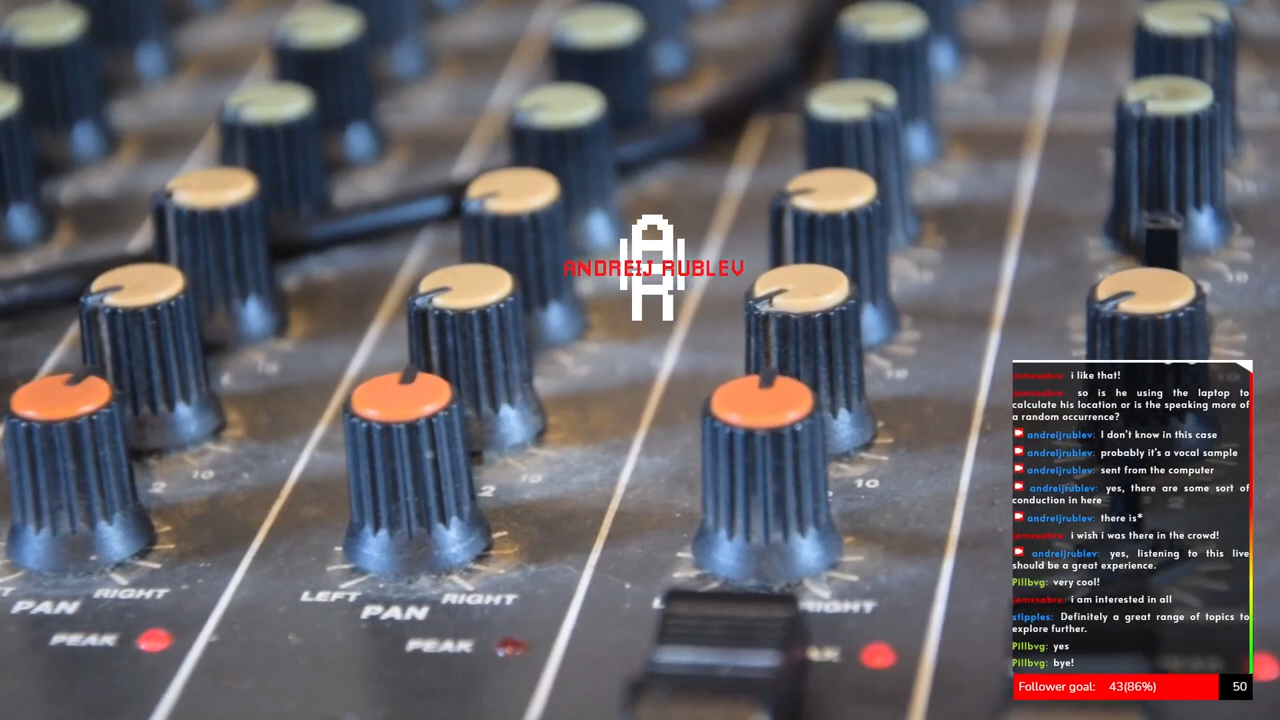 ANDREIJ RUBLEV
i like that!
so is he using the laptop to
calculate his location or is the speaking more of
a random occurrence?
andreijrublev: I don't know in this case
andreijrublev: probably it's a vocal sample
andreijrublev: sent from the computer
andreijrublev: yes, there are some sort of
conduction in here
andreijrublev: there is*
i wish i was there in the crowd!
andreijrublev: yes, listening to this live
should be a great experience.
Pillbvg: very cool!
i am interested in all
stipples: Definitely a great range of topics to
explore further.
Pillbvg: yes
Pillbvg: bye!
Follower goal: 43(86%) 50
2 10
2 10
10
RIGHT
PAN
PEAK
LEFT RIGHT
PAN
PEAK
RIGHT